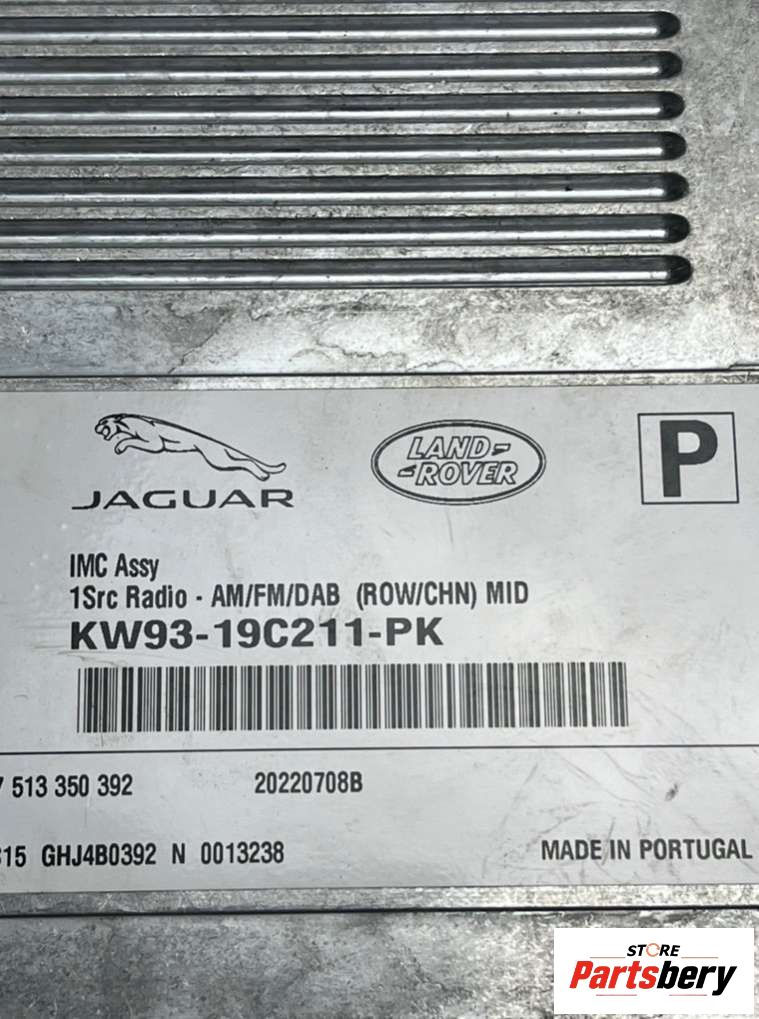 JAGUAR
LAND-
-ROVER
P
IMC Assy
1Src Radio - AM/FM/DAB (ROW/CHN) MID
KW93-19C211-PK
513 350 392 20220708B
GHJ4B0392 N 0013238 MADE IN PORTUGAL
STORE
Partsbery